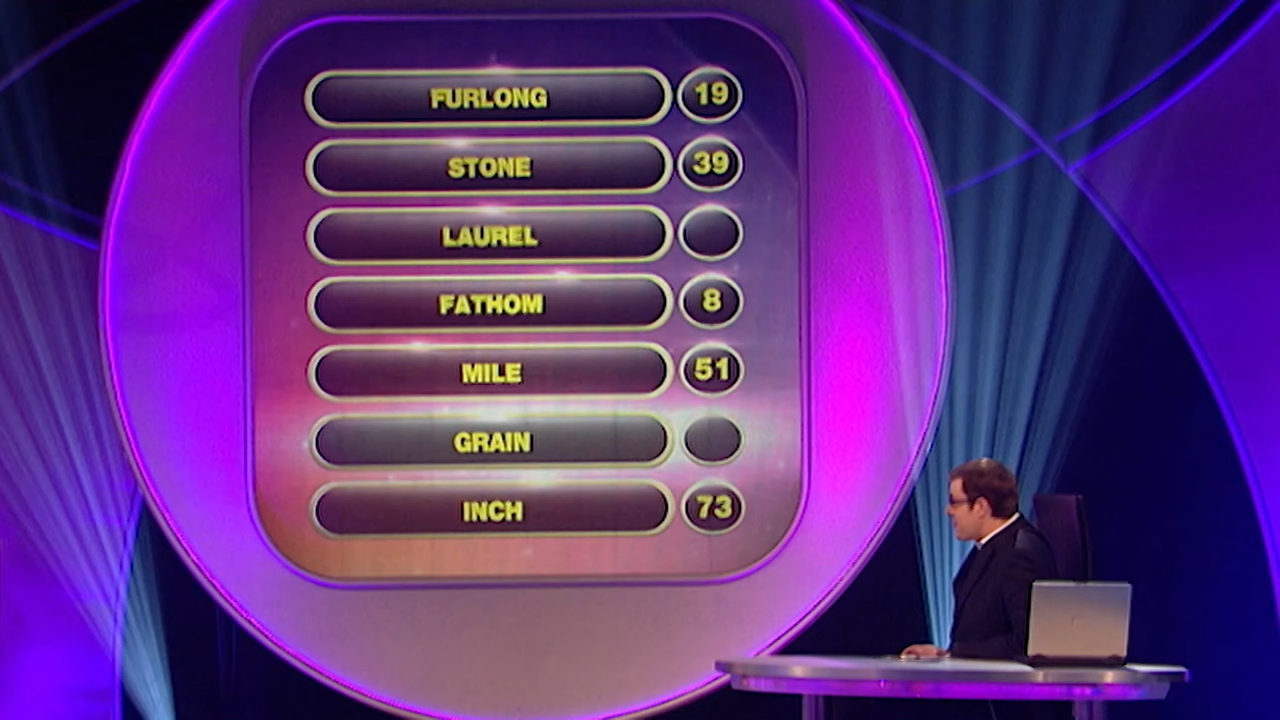 FURLONG 19
STONE 39
LAUREL
FATHOM 8
MILE 51
GRAIN
INCH 73